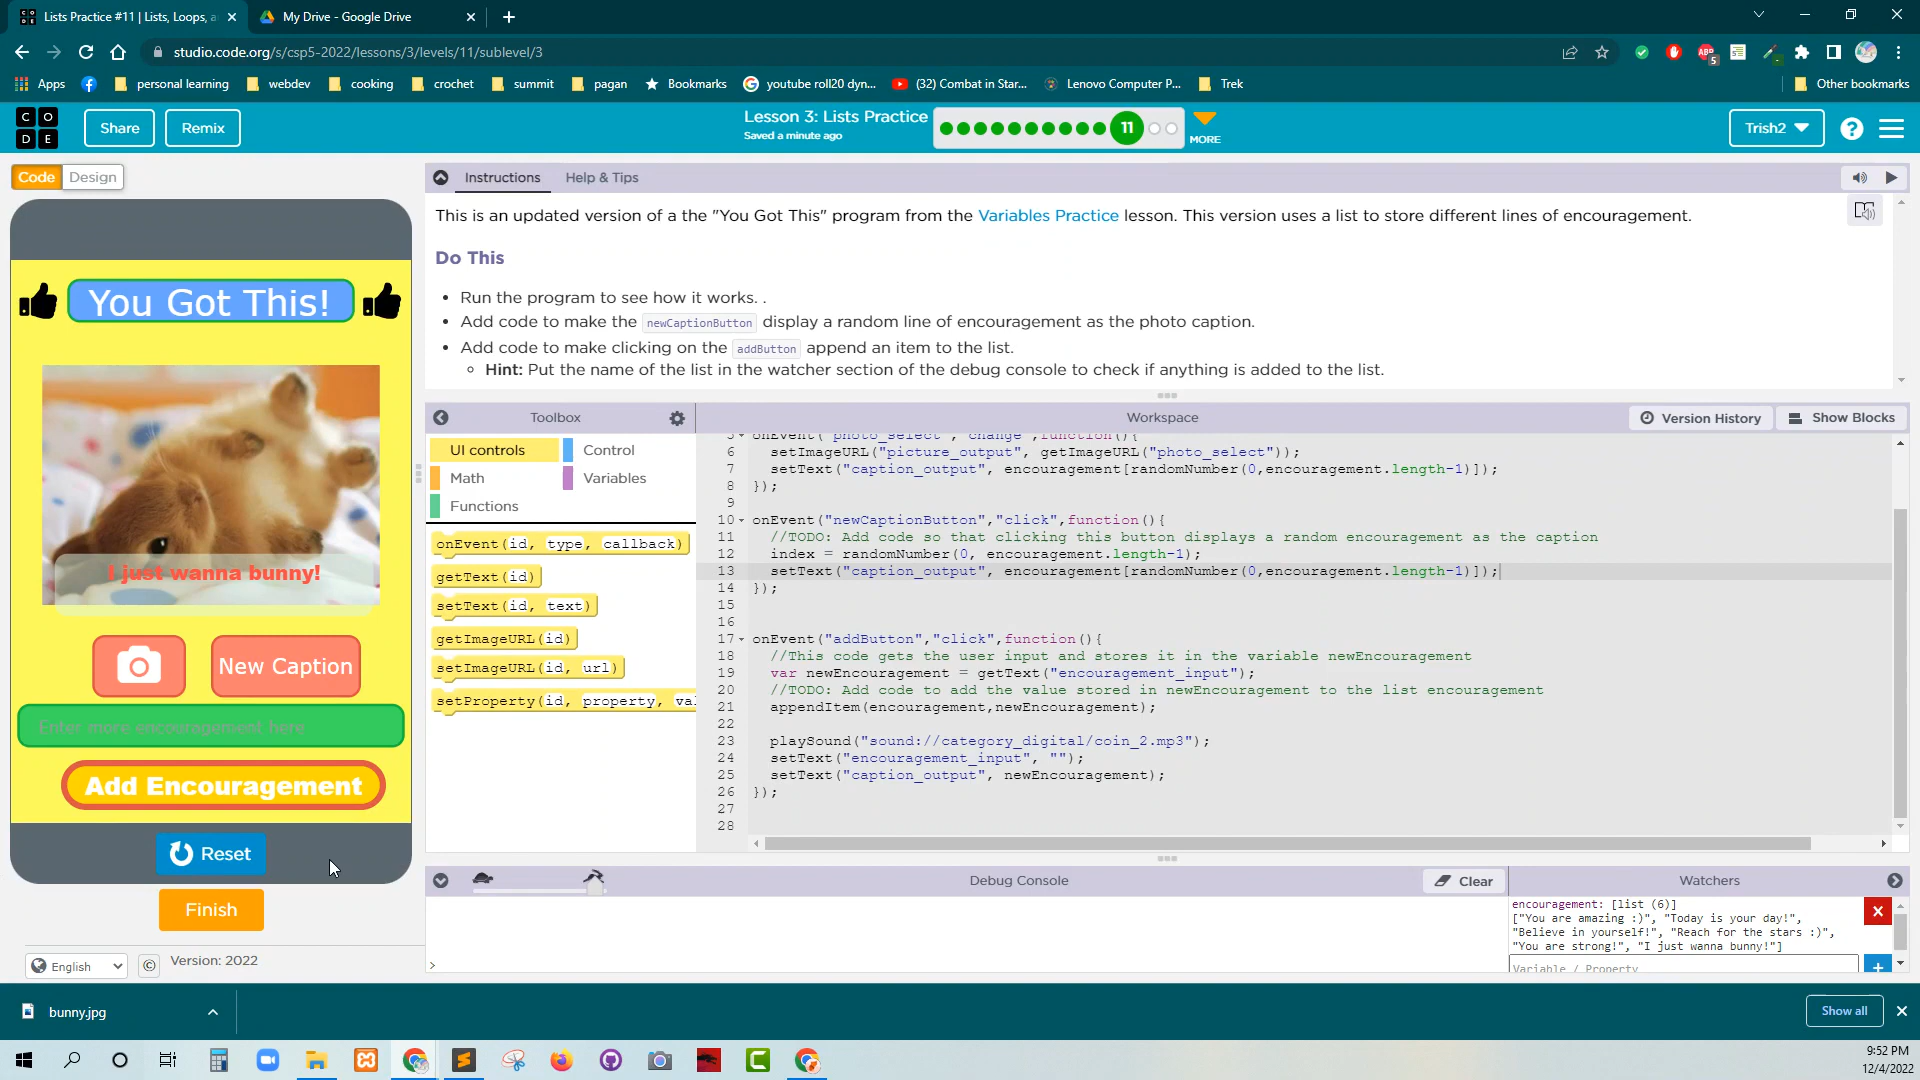 Lists Practice #11 | Lists, Loops, a
My Drive - Google Drive
studio.code.org/s/csp5-2022/lessons/3/levels/11/sublevel/3
Apps
personal learning
webdev
cooking
crochet
summit
pagan
Bookmarks
youtube roll20 dyn...
(32) Combat in Star...
Lenovo Computer P...
Trek
Other bookmarks
C O
D E
Share
Remix
Lesson 3: Lists Practice
Saved a minute ago
11
MORE
Trish2
Code
Design
Instructions
Help & Tips
This is an updated version of a the "You Got This" program from the Variables Practice lesson. This version uses a list to store different lines of encouragement.
Do This
Run the program to see how it works. .
Add code to make the newCaptionButton display a random line of encouragement as the photo caption.
Add code to make clicking on the addButton append an item to the list.
Hint: Put the name of the list in the watcher section of the debug console to check if anything is added to the list.
You Got This!
I just wanna bunny!
New Caption
Enter more encouragement here
Add Encouragement
Reset
Finish
English
Version: 2022
Toolbox
Workspace
Version History
Show Blocks
UI controls
Control
Math
Variables
Functions
onEvent(id, type, callback)
getText(id)
setText(id, text)
getImageURL(id)
setImageURL(id, url)
setProperty(id, property, val
5 onEvent("photo_select","change",function(){
6 setImageURL("picture_output", getImageURL("photo_select"));
7 setText("caption_output", encouragement[randomNumber(0,encouragement.length-1)]);
8 });
9
10 onEvent("newCaptionButton","click",function(){
11 //TODO: Add code so that clicking this button displays a random encouragement as the caption
12 index = randomNumber(0, encouragement.length-1);
13 setText("caption_output", encouragement[randomNumber(0,encouragement.length-1)]);
14 });
15
16
17 onEvent("addButton","click",function(){
18 //This code gets the user input and stores it in the variable newEncouragement
19 var newEncouragement = getText("encouragement_input");
20 //TODO: Add code to add the value stored in newEncouragement to the list encouragement
21 appendItem(encouragement,newEncouragement);
22
23 playSound("sound://category_digital/coin_2.mp3");
24 setText("encouragement_input", "");
25 setText("caption_output", newEncouragement);
26 });
27
28
Debug Console
Clear
Watchers
encouragement: [list (6)]
["You are amazing :)", "Today is your day!",
"Believe in yourself!", "Reach for the stars :)",
"You are strong!", "I just wanna bunny!"]
Variable / Property
>
bunny.jpg
Show all
9:52 PM
12/4/2022